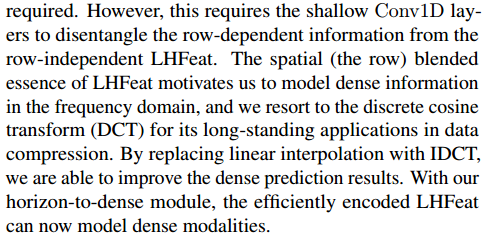 required. However, this requires the shallow Conv1D lay-
ers to disentangle the row-dependent information from the
row-independent LHFeat. The spatial (the row) blended
essence of LHFeat motivates us to model dense information
in the frequency domain, and we resort to the discrete cosine
transform (DCT) for its long-standing applications in data
compression. By replacing linear interpolation with IDCT,
we are able to improve the dense prediction results. With our
horizon-to-dense module, the efficiently encoded LHFeat
can now model dense modalities.